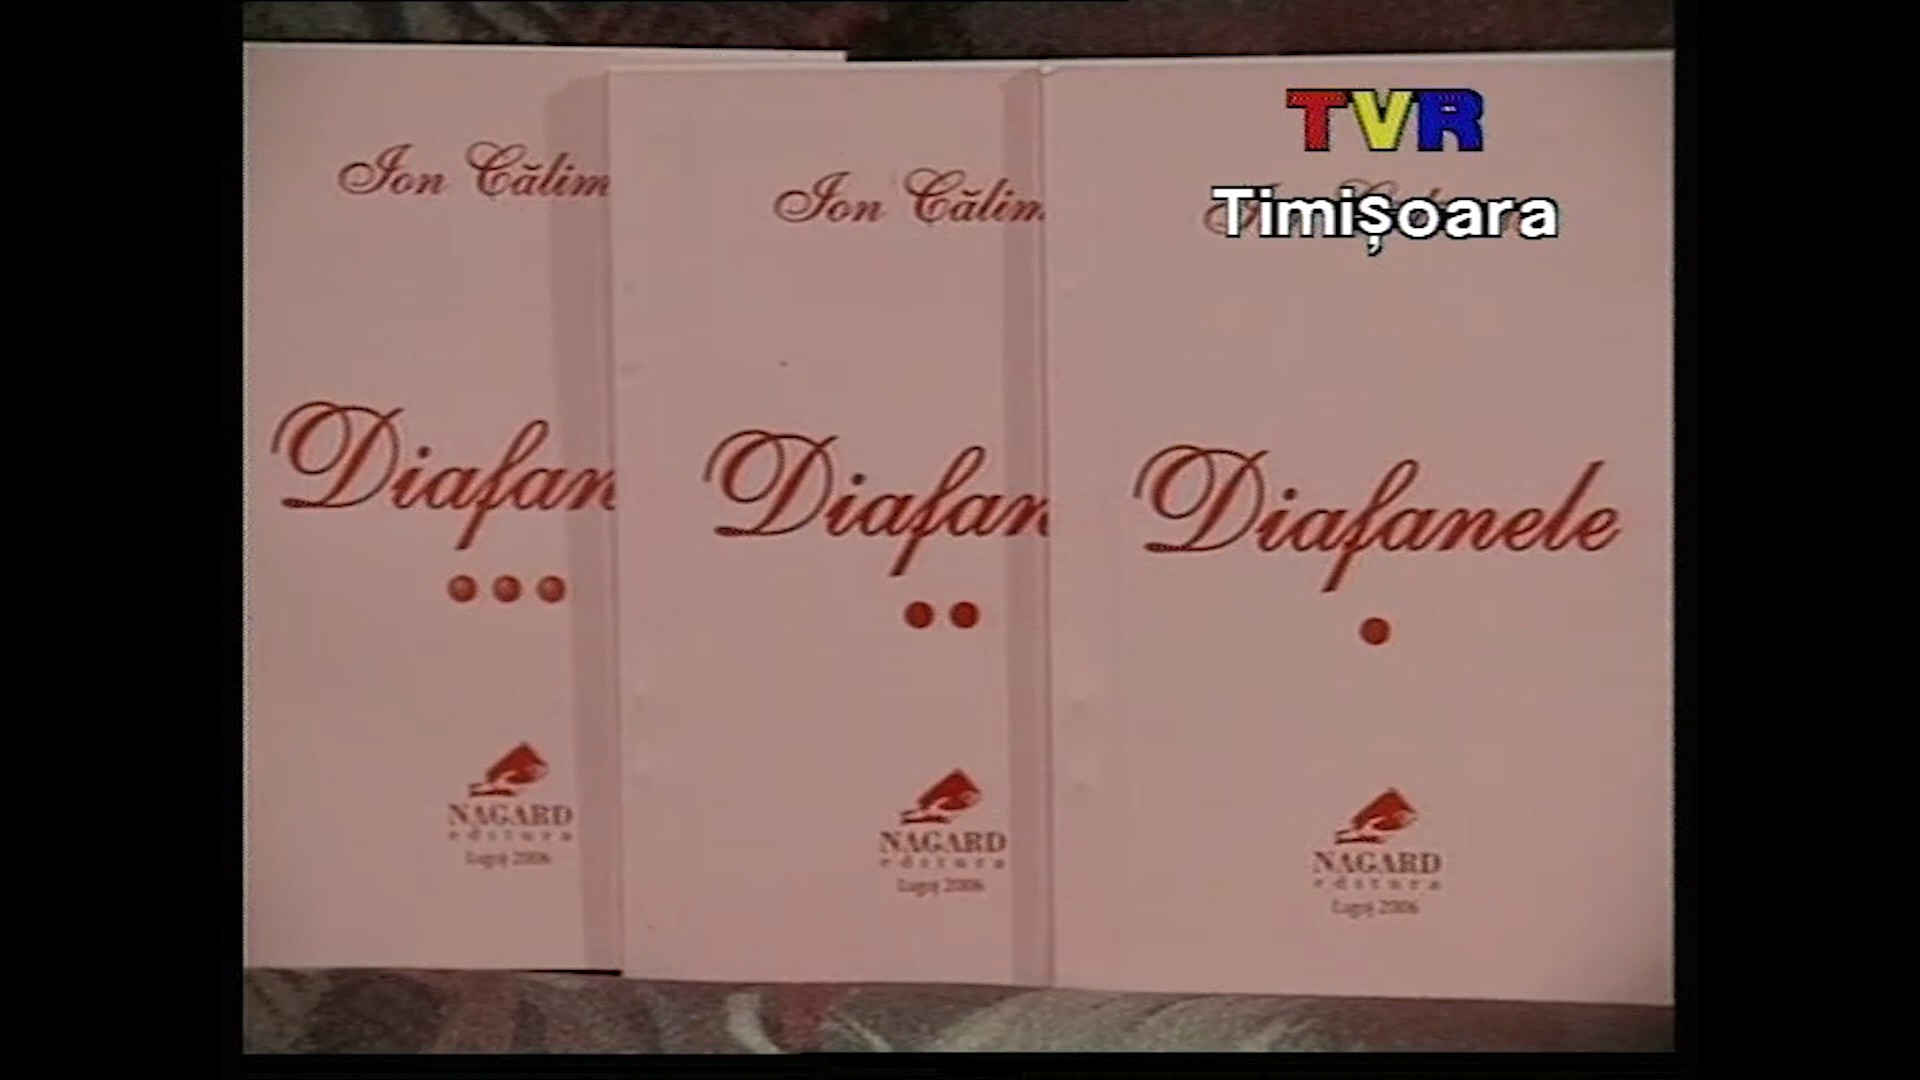 TVR
Timișoara
Ion Călim
Diafan
NAGARD
editura
Lugoj 2006
Ion Călim
Diafan
NAGARD
editura
Lugoj 2006
Diafanele
NAGARD
editura
Lugoj 2006